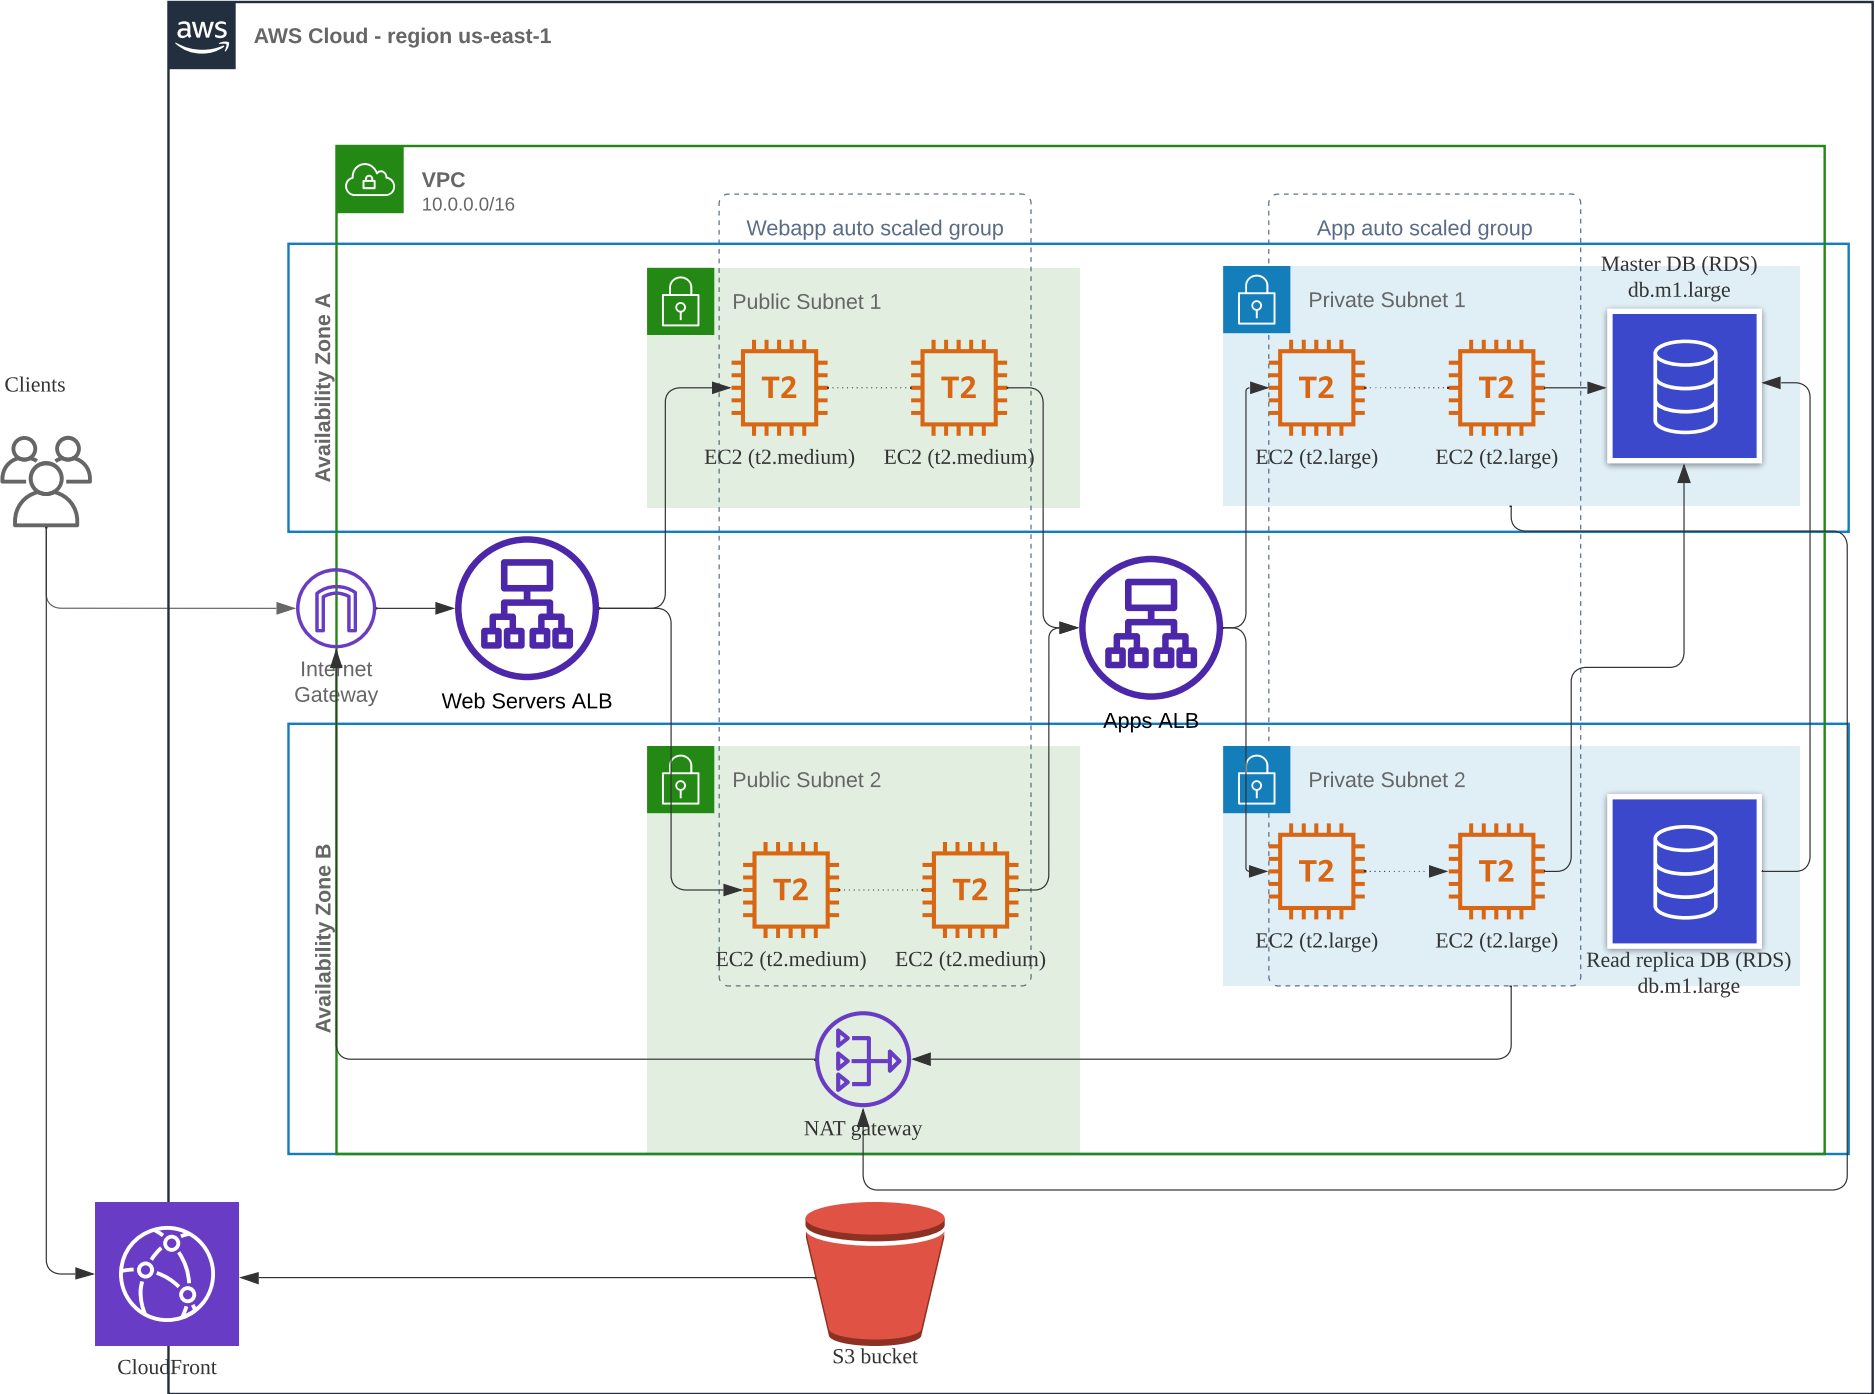 aws
AWS Cloud - region us-east-1
VPC
10.0.0.0/16
Webapp auto scaled group
App auto scaled group
Availability Zone A
Public Subnet 1
Private Subnet 1
Master DB (RDS)
db.m1.large
T2
T2
T2
T2
EC2 (t2.medium)
EC2 (t2.medium)
EC2 (t2.large)
EC2 (t2.large)
Clients
Internet
Gateway
Web Servers ALB
Apps ALB
Availability Zone B
Public Subnet 2
Private Subnet 2
T2
T2
T2
T2
EC2 (t2.medium)
EC2 (t2.medium)
EC2 (t2.large)
EC2 (t2.large)
Read replica DB (RDS)
db.m1.large
NAT gateway
CloudFront
S3 bucket